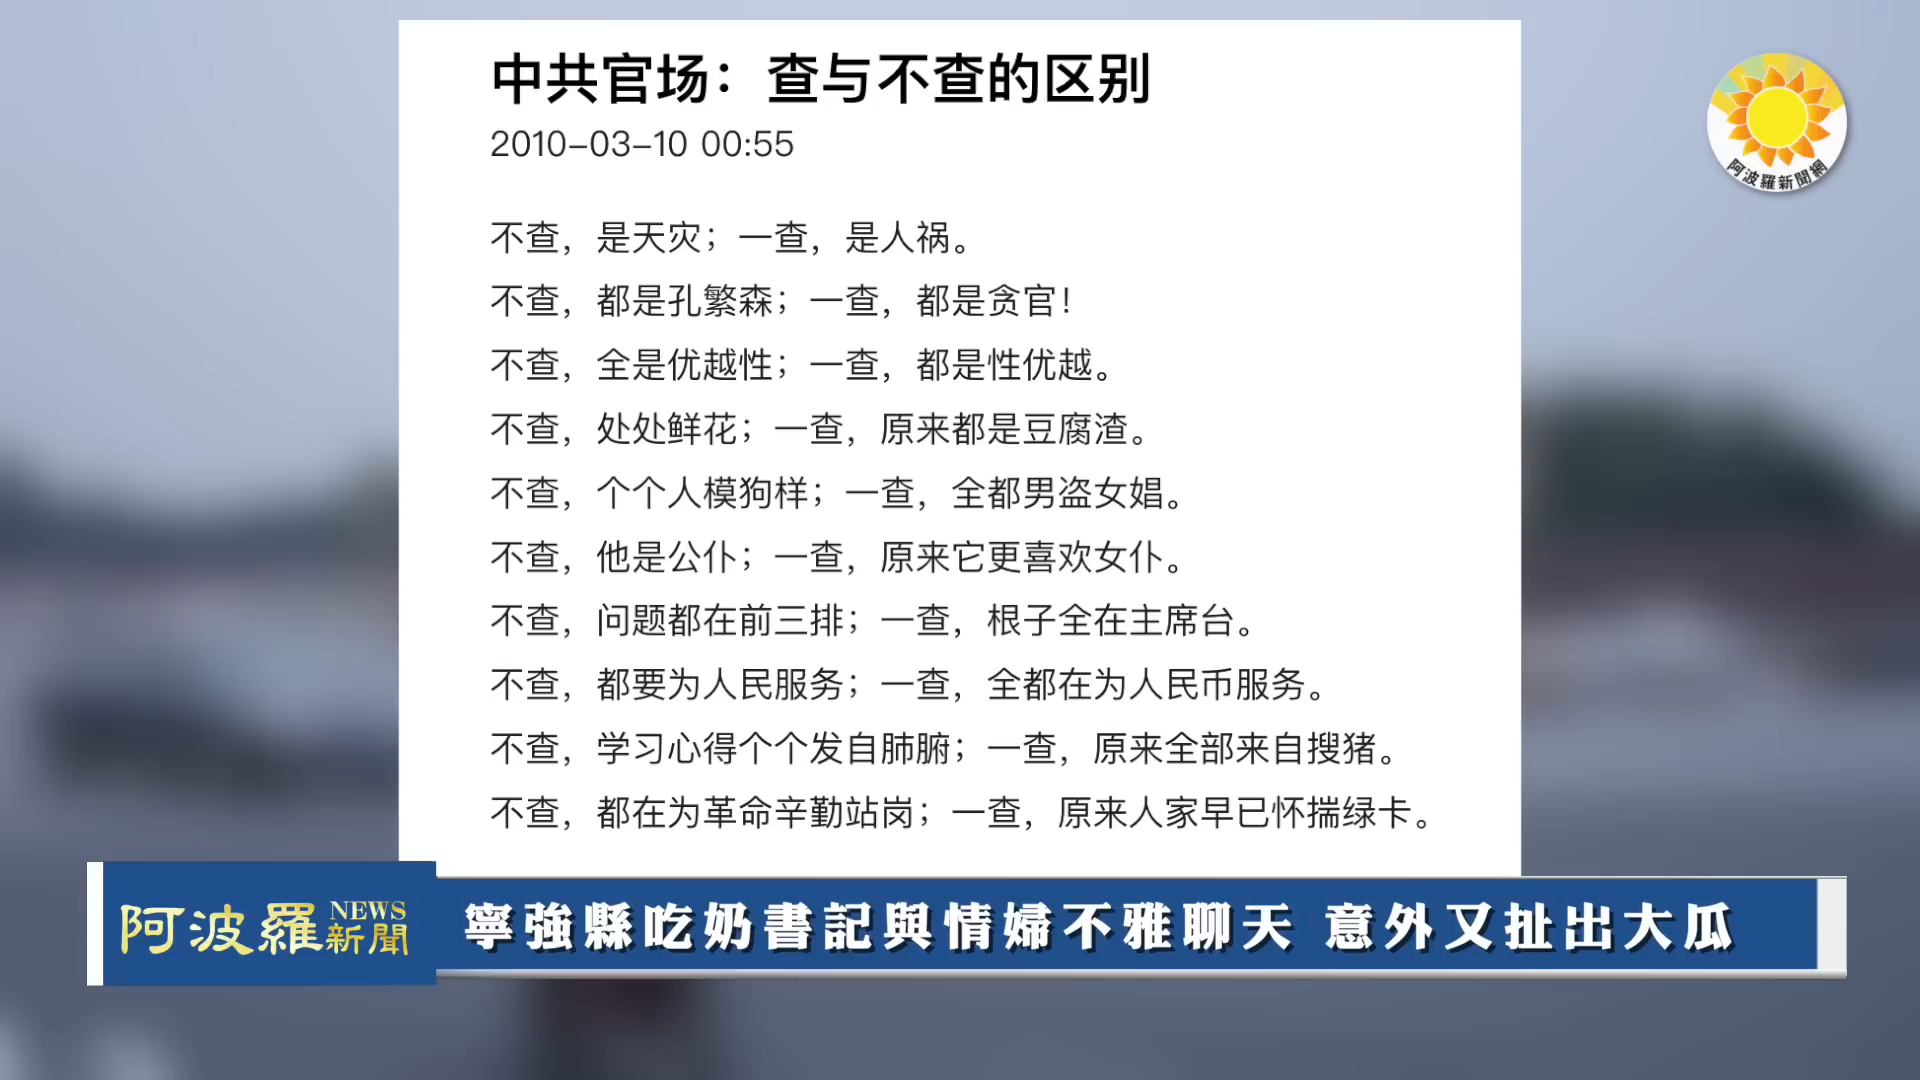 中共官场：查与不查的区别
2010-03-10 00:55
阿波羅新聞網
不查，是天灾；一查，是人祸。
不查，都是孔繁森；一查，都是贪官！
不查，全是优越性；一查，都是性优越。
不查，处处鲜花；一查，原来都是豆腐渣。
不查，个个人模狗样；一查，全都男盗女娼。
不查，他是公仆；一查，原来它更喜欢女仆。
不查，问题都在前三排；一查，根子全在主席台。
不查，都要为人民服务；一查，全都在为人民币服务。
不查，学习心得个个发自肺腑；一查，原来全部来自搜猪。
不查，都在为革命辛勤站岗；一查，原来人家早已怀揣绿卡。
阿波羅 NEWS 新聞
寧強縣吃奶書記與情婦不雅聊天 意外又扯出大瓜